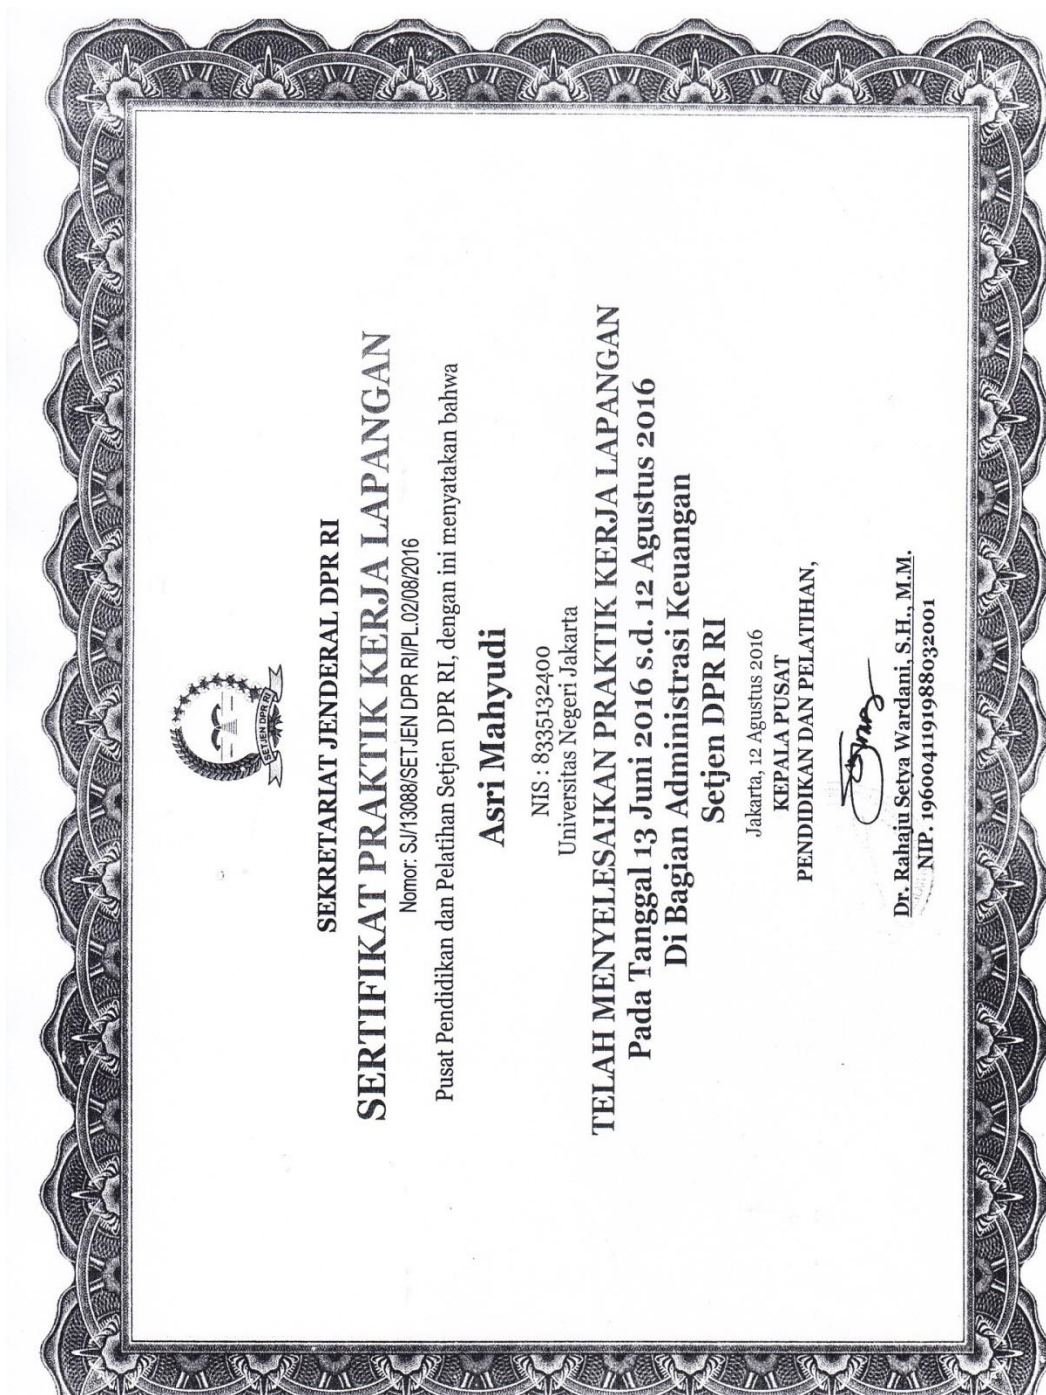 SETJEN DPR RI
SEKRETARIAT JENDERAL DPR RI
SERTIFIKAT PRAKTIK KERJA LAPANGAN
Nomor: SJ/13088/SETJEN DPR RI/PL.02/08/2016
Pusat Pendidikan dan Pelatihan Setjen DPR RI, dengan ini menyatakan bahwa
Asri Mahyudi
NIS : 8335132400
Universitas Negeri Jakarta
TELAH MENYELESAIKAN PRAKTIK KERJA LAPANGAN
Pada Tanggal 13 Juni 2016 s.d. 12 Agustus 2016
Di Bagian Administrasi Keuangan
Setjen DPR RI
Jakarta, 12 Agustus 2016
KEPALA PUSAT
PENDIDIKAN DAN PELATIHAN,
Dr. Rahaju Setya Wardani, S.H., M.M.
NIP. 196004119198803 2001